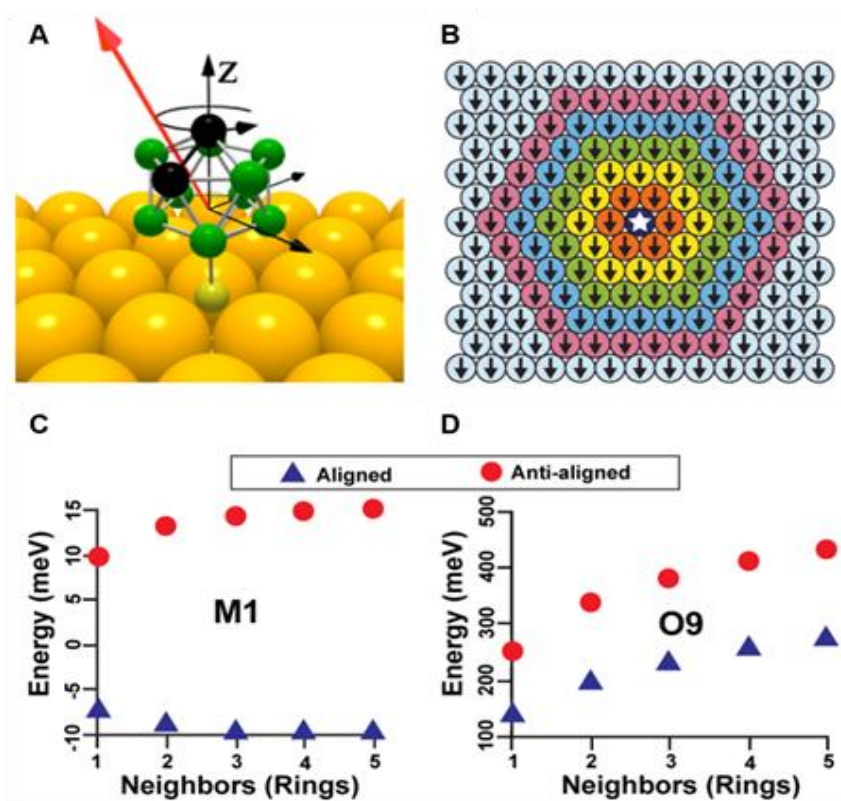 A
B
Z
C
D
Aligned
Anti-aligned
Energy (meV)
15
10
5
0
-5
-10
M1
1 2 3 4 5
Neighbors (Rings)
Energy (meV)
500
400
300
200
100
O9
1 2 3 4 5
Neighbors (Rings)